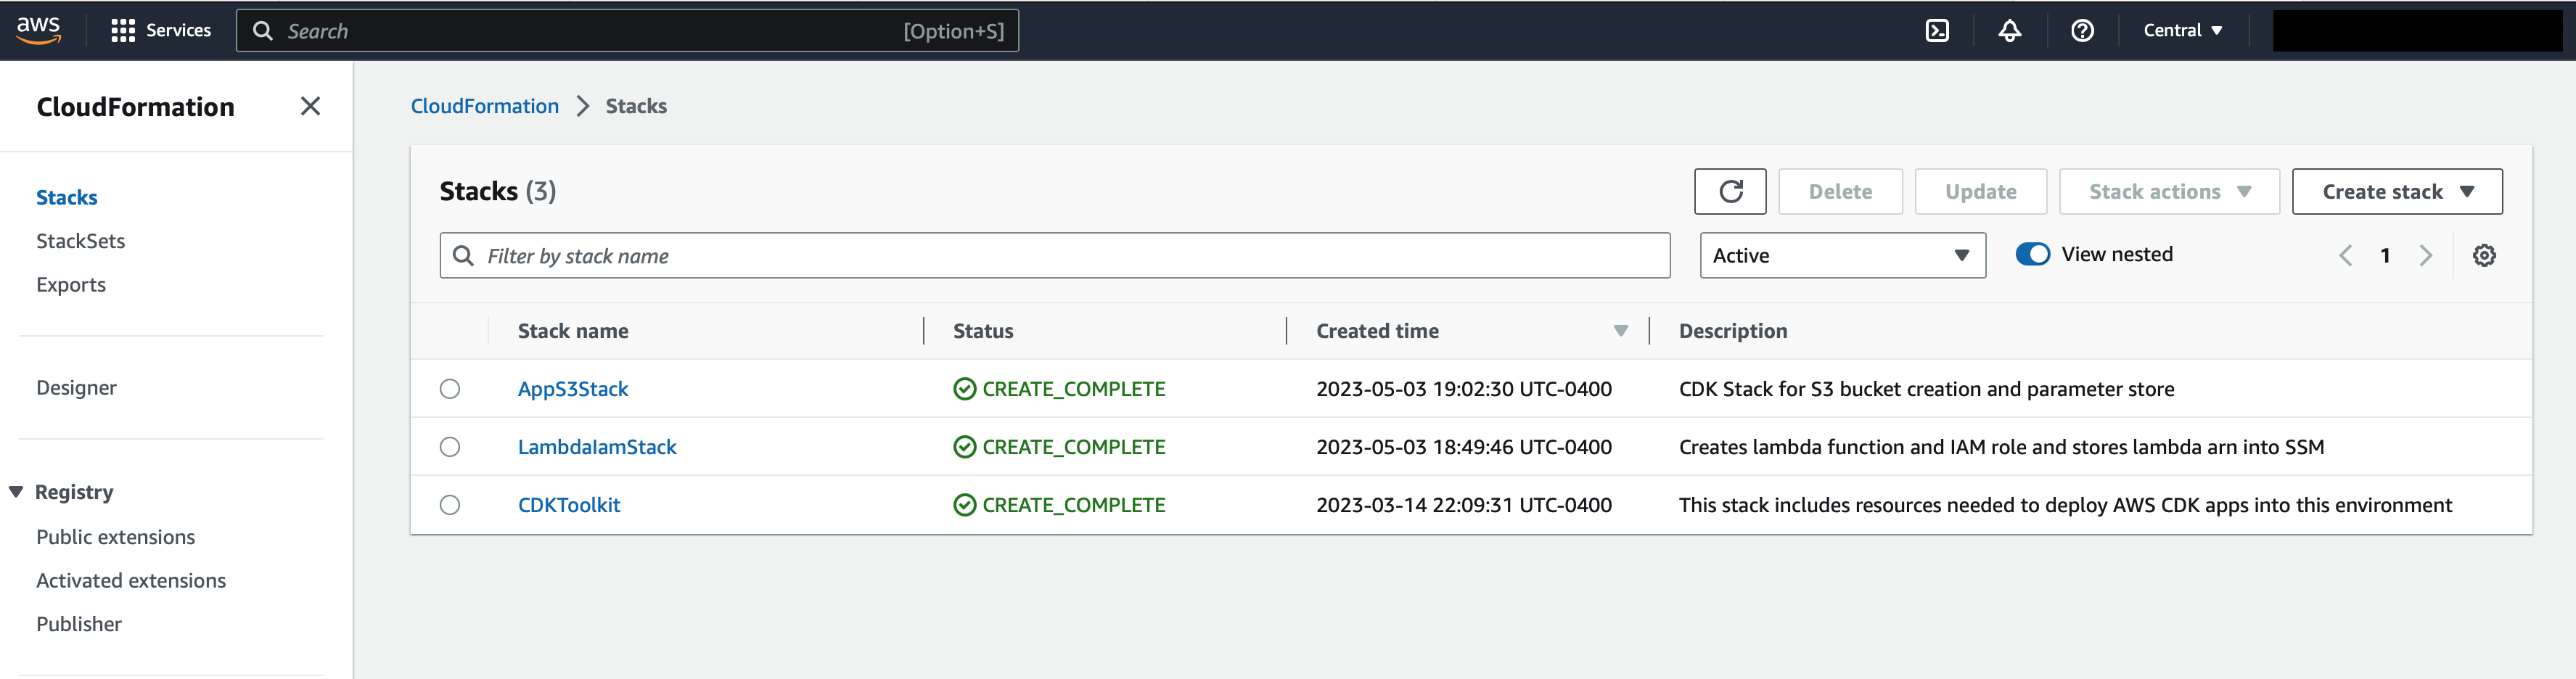 aws Services Search [Option+S] Central
CloudFormation
Stacks
StackSets
Exports
Designer
Registry
Public extensions
Activated extensions
Publisher
CloudFormation Stacks
Stacks (3) Delete Update Stack actions Create stack
Filter by stack name Active View nested 1
Stack name Status Created time Description
AppS3Stack CREATE_COMPLETE 2023-05-03 19:02:30 UTC-0400 CDK Stack for S3 bucket creation and parameter store
LambdaIamStack CREATE_COMPLETE 2023-05-03 18:49:46 UTC-0400 Creates lambda function and IAM role and stores lambda arn into SSM
CDKToolkit CREATE_COMPLETE 2023-03-14 22:09:31 UTC-0400 This stack includes resources needed to deploy AWS CDK apps into this environment